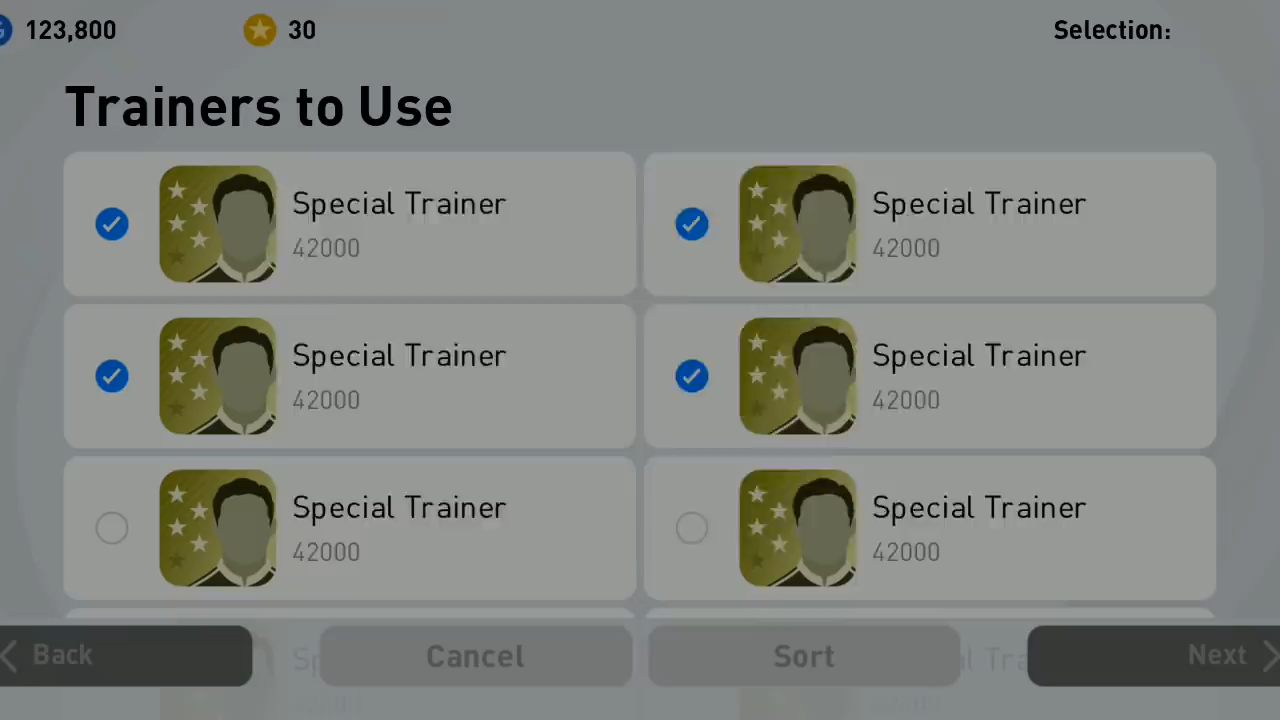 123,800 30 Selection:
Trainers to Use
Special Trainer Special Trainer
42000 42000
Special Trainer Special Trainer
42000 42000
Special Trainer Special Trainer
42000 42000
Back Cancel Sort Next